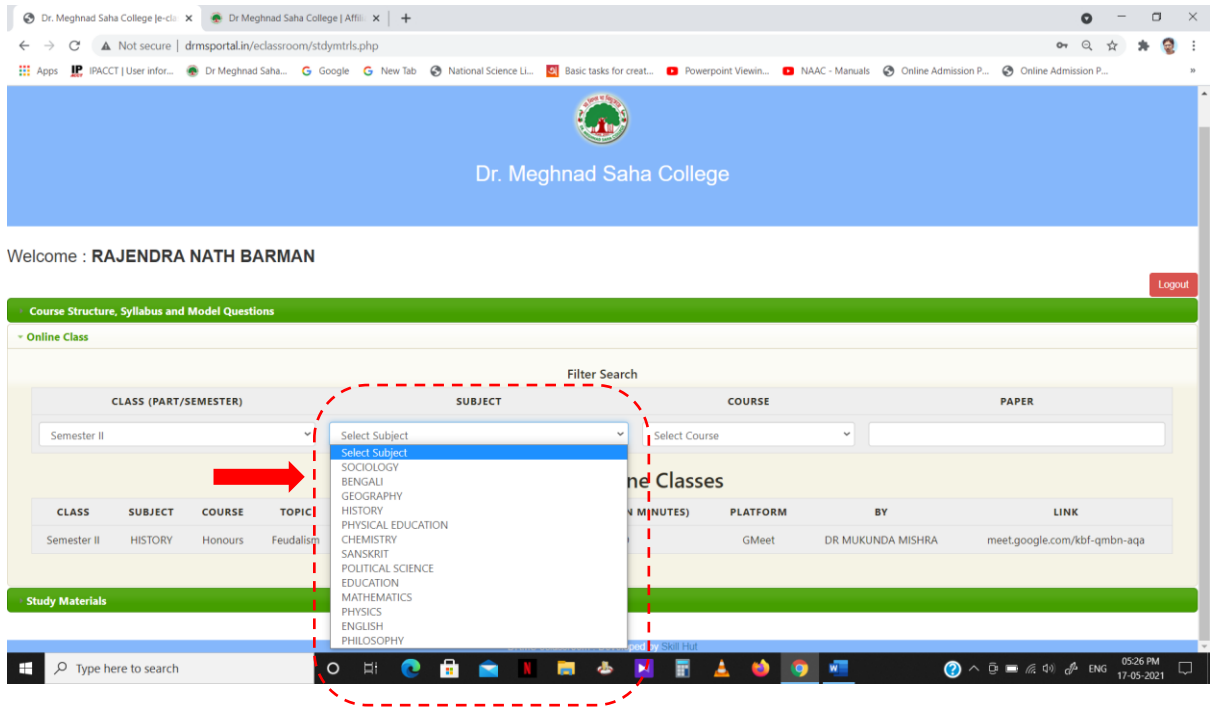 Dr. Meghnad Saha College |e-cla
Dr Meghnad Saha College | Affili
Not secure | drmsportal.in/eclassroom/stdymtrls.php
Apps IPACCT | User infor... Dr Meghnad Saha... Google New Tab National Science Li... Basic tasks for creat... Powerpoint Viewin... NAAC - Manuals Online Admission P... Online Admission P... »
Dr. Meghnad Saha College
Welcome : RAJENDRA NATH BARMAN
Logout
Course Structure, Syllabus and Model Questions
Online Class
Filter Search
CLASS (PART/SEMESTER) SUBJECT COURSE PAPER
Semester II Select Subject Select Course
Select Subject
SOCIOLOGY
BENGALI
GEOGRAPHY
HISTORY
PHYSICAL EDUCATION
CHEMISTRY
SANSKRIT
POLITICAL SCIENCE
EDUCATION
MATHEMATICS
PHYSICS
ENGLISH
PHILOSOPHY
ne Classes
CLASS SUBJECT COURSE TOPIC N MINUTES) PLATFORM BY LINK
Semester II HISTORY Honours Feudalism GMeet DR MUKUNDA MISHRA meet.google.com/kbf-qmbn-aqa
Study Materials
ped by Skill Hut
Type here to search
ENG 05:26 PM
17-05-2021